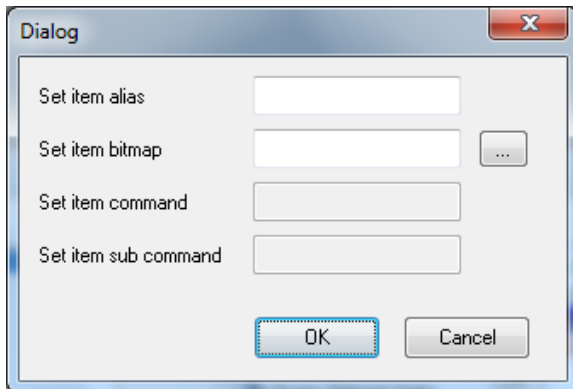 Dialog
Set item alias
Set item bitmap ...
Set item command
Set item sub command
OK Cancel